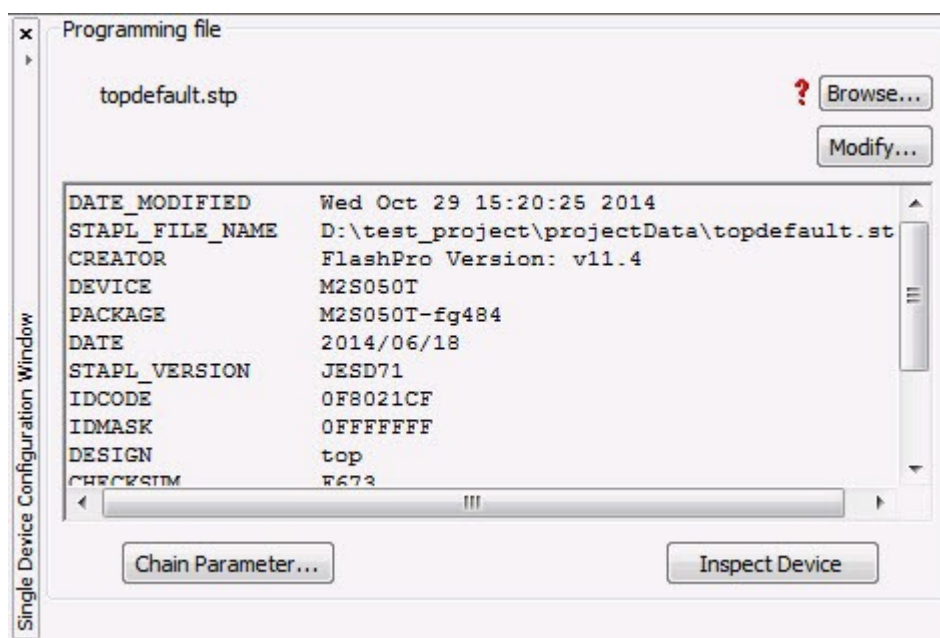 Programming file
topdefault.stp
? Browse...
Modify...
DATE_MODIFIED Wed Oct 29 15:20:25 2014
STAPL_FILE_NAME D:\test_project\projectData\topdefault.st
CREATOR FlashPro Version: v11.4
DEVICE M2S050T
PACKAGE M2S050T-fg484
DATE 2014/06/18
STAPL_VERSION JESD71
IDCODE 0F8021CF
IDMASK 0FFFFFFF
DESIGN top
CHECKSUM F673
Chain Parameter...
Inspect Device
Single Device Configuration Window